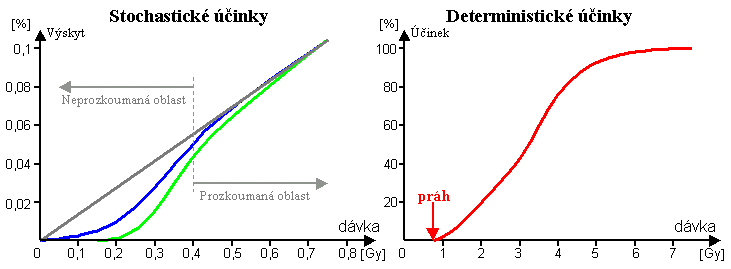 Stochastické účinky
[%]
Výskyt
0,1
0,08
0,06
0,04
0,02
Neprozkoumaná oblast
Prozkoumaná oblast
dávka
0 0,1 0,2 0,3 0,4 0,5 0,6 0,7 0,8 [Gy]
Deterministické účinky
[%]
Účinek
100
80
60
40
20
práh
dávka
0 1 2 3 4 5 6 7 [Gy]